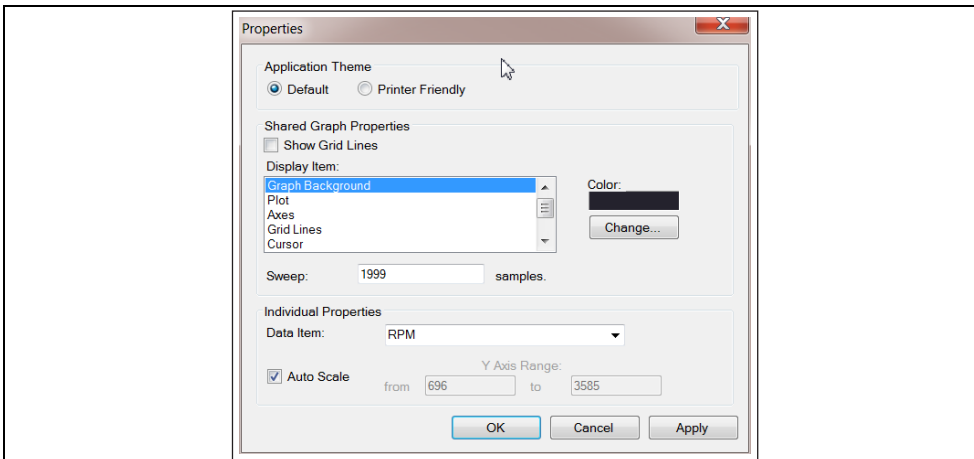 Properties
Application Theme
Default Printer Friendly
Shared Graph Properties
Show Grid Lines
Display Item:
Graph Background
Plot
Axes
Grid Lines
Cursor
Color:
Change...
Sweep: 1999 samples.
Individual Properties
Data Item: RPM
Y Axis Range:
Auto Scale from 696 to 3585
OK Cancel Apply